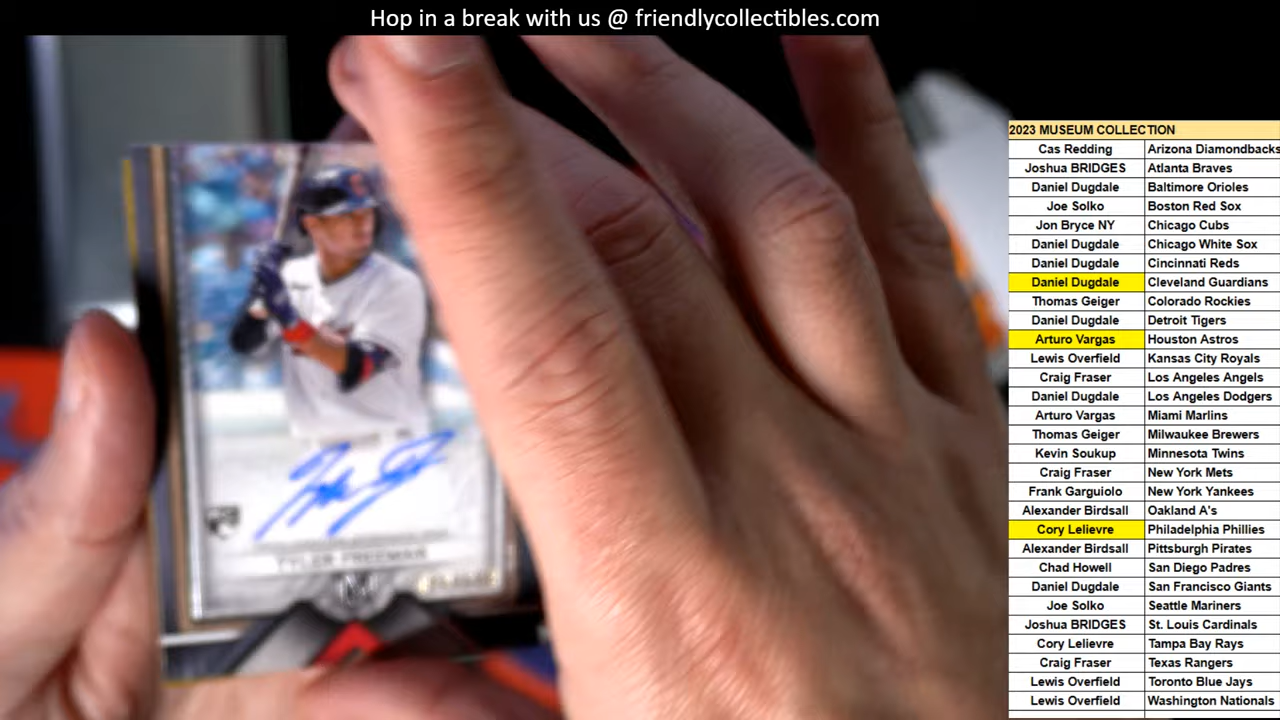 Hop in a break with us @ friendlycollectibles.com
2023 MUSEUM COLLECTION
Cas Redding Arizona Diamondbacks
Joshua BRIDGES Atlanta Braves
Daniel Dugdale Baltimore Orioles
Joe Solko Boston Red Sox
Jon Bryce NY Chicago Cubs
Daniel Dugdale Chicago White Sox
Daniel Dugdale Cincinnati Reds
Daniel Dugdale Cleveland Guardians
Thomas Geiger Colorado Rockies
Daniel Dugdale Detroit Tigers
Arturo Vargas Houston Astros
Lewis Overfield Kansas City Royals
Craig Fraser Los Angeles Angels
Daniel Dugdale Los Angeles Dodgers
Arturo Vargas Miami Marlins
Thomas Geiger Milwaukee Brewers
Kevin Soukup Minnesota Twins
Craig Fraser New York Mets
Frank Garguiolo New York Yankees
Alexander Birdsall Oakland A's
Cory Lelievre Philadelphia Phillies
Alexander Birdsall Pittsburgh Pirates
Chad Howell San Diego Padres
Daniel Dugdale San Francisco Giants
Joe Solko Seattle Mariners
Joshua BRIDGES St. Louis Cardinals
Cory Lelievre Tampa Bay Rays
Craig Fraser Texas Rangers
Lewis Overfield Toronto Blue Jays
Lewis Overfield Washington Nationals
TYLER FREEMAN